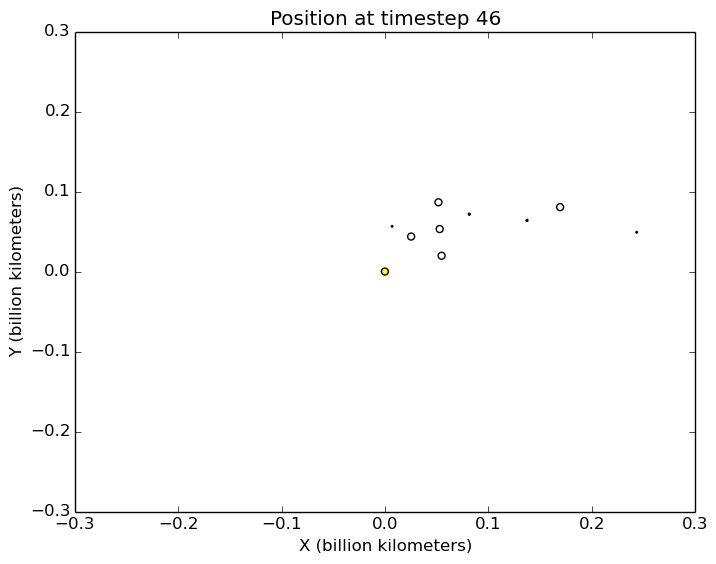 Position at timestep 46
0.3
0.2
0.1
0.0
−0.1
−0.2
−0.3
Y (billion kilometers)
−0.3 −0.2 −0.1 0.0 0.1 0.2 0.3
X (billion kilometers)